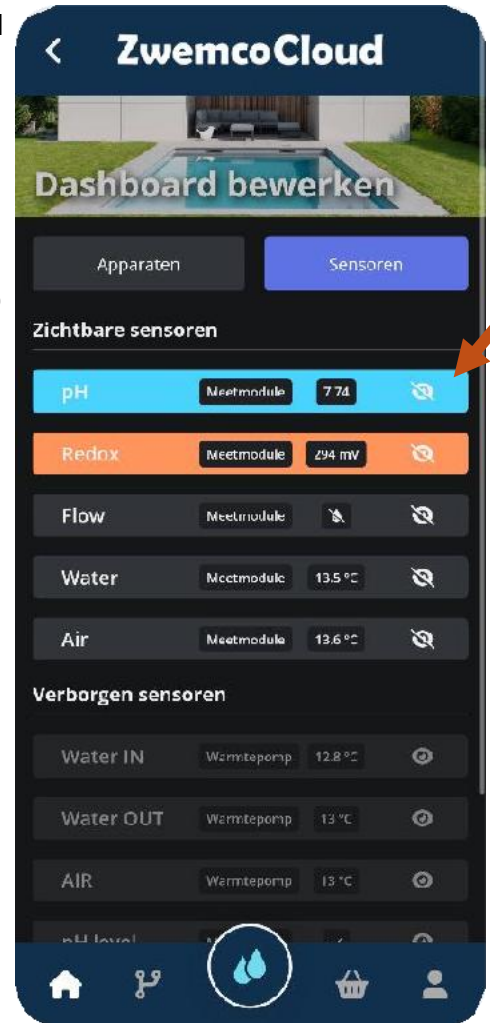 ZwemcoCloud
Dashboard bewerken
Apparaten Sensoren
Zichtbare sensoren
pH Meetmodule 7.74
Redox Meetmodule 294 mV
Flow Meetmodule
Water Meetmodule 13.5 °C
Air Meetmodule 13.6 °C
Verborgen sensoren
Water IN Warmtepomp 12.8 °C
Water OUT Warmtepomp 13 °C
AIR Warmtepomp 13 °C
pH level